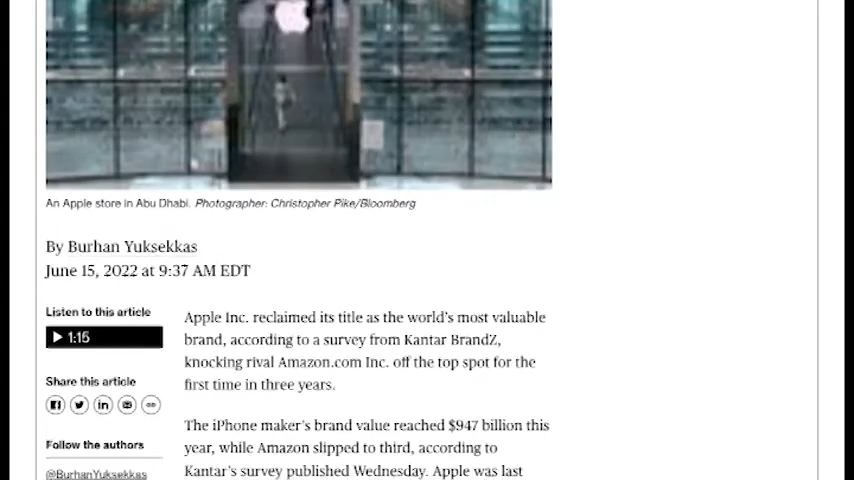 An Apple store in Abu Dhabi. Photographer: Christopher Pike/Bloomberg
By Burhan Yuksekkas
June 15, 2022 at 9:37 AM EDT
Listen to this article
1:15
Share this article
Follow the authors
@BurhanYuksekkas
Apple Inc. reclaimed its title as the world's most valuable
brand, according to a survey from Kantar BrandZ,
knocking rival Amazon.com Inc. off the top spot for the
first time in three years.
The iPhone maker's brand value reached $947 billion this
year, while Amazon slipped to third, according to
Kantar's survey published Wednesday. Apple was last